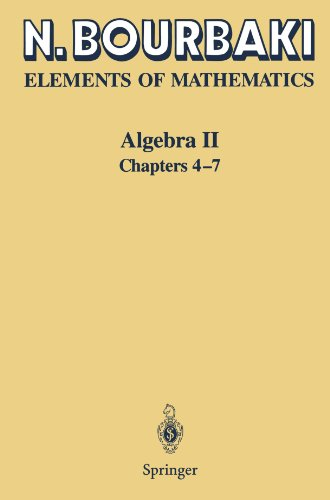 N. BOURBAKI
ELEMENTS OF MATHEMATICS
Algebra II
Chapters 4–7
Springer